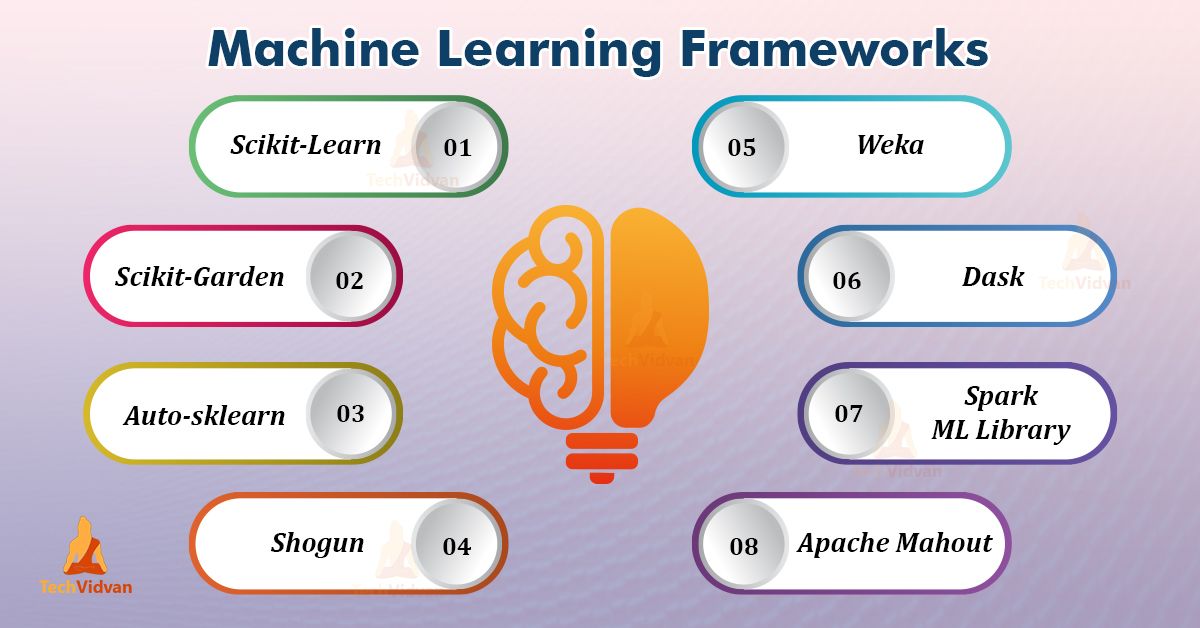 Machine Learning Frameworks
Scikit-Learn
01
Scikit-Garden
02
Auto-sklearn
03
Shogun
04
05
Weka
06
Dask
07
Spark
ML Library
08
Apache Mahout
TechVidvan
TechVidvan
TechVidvan
TechVidvan
TechVidvan
TechVidvan